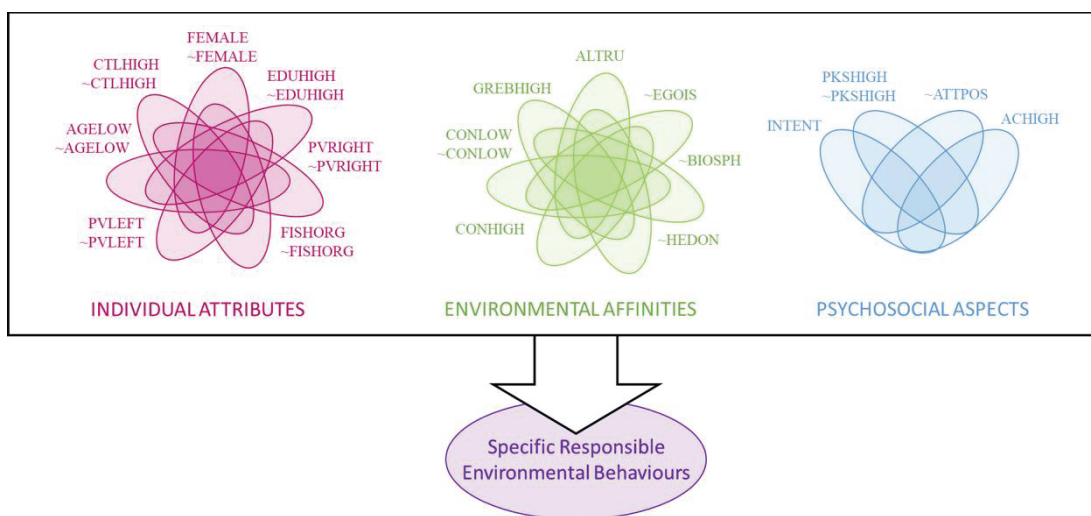 FEMALE
~FEMALE
CTLHIGH
~CTLHIGH
EDUHIGH
~EDUHIGH
AGELOW
~AGELOW
PVRIGHT
~PVRIGHT
PVLEFT
~PVLEFT
FISHORG
~FISHORG
INDIVIDUAL ATTRIBUTES
ALTRU
GREBHIGH
~EGOIS
CONLOW
~CONLOW
~BIOSPH
CONHIGH
~HEDON
ENVIRONMENTAL AFFINITIES
PKSHIGH
~PKSHIGH
~ATTPOS
INTENT
ACHIGH
PSYCHOSOCIAL ASPECTS
Specific Responsible
Environmental Behaviours